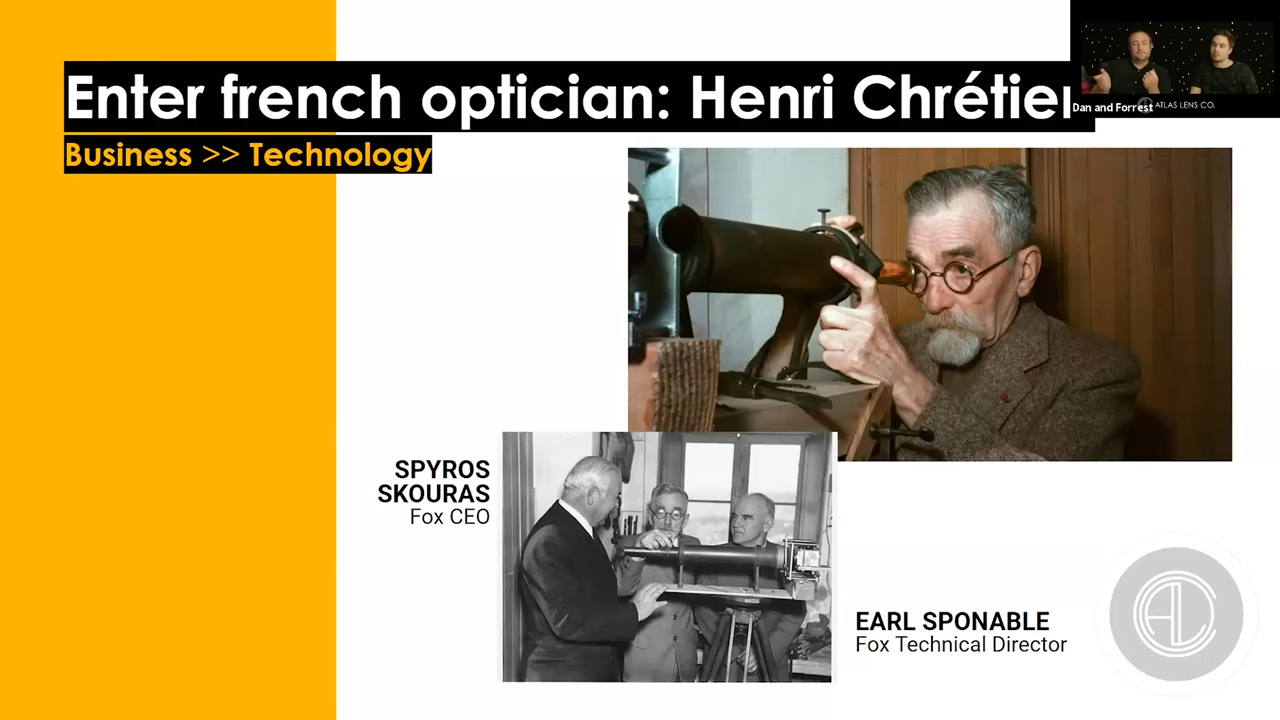 Enter french optician: Henri Chrétien
Business >> Technology
Dan and Forrest
ATLAS LENS CO.
SPYROS
SKOURAS
Fox CEO
EARL SPONABLE
Fox Technical Director